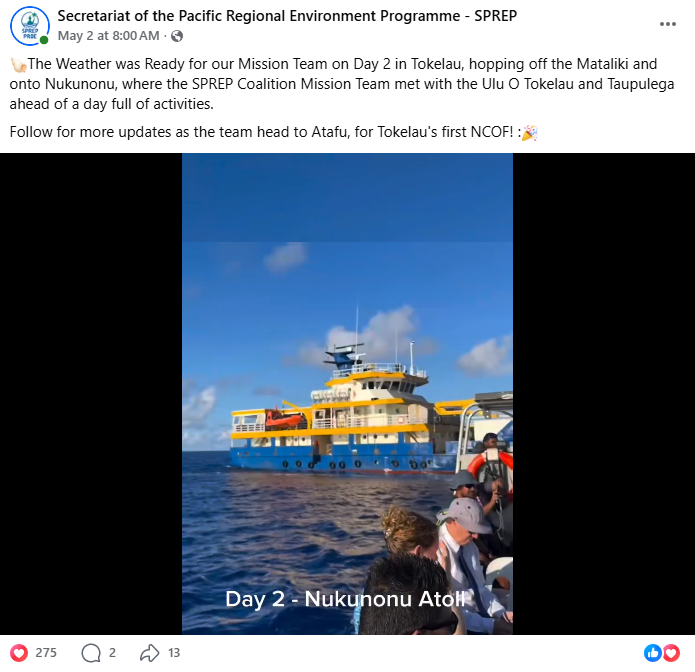 Secretariat of the Pacific Regional Environment Programme - SPREP
May 2 at 8:00 AM ·
The Weather was Ready for our Mission Team on Day 2 in Tokelau, hopping off the Mataliki and
onto Nukunonu, where the SPREP Coalition Mission Team met with the Ulu O Tokelau and Taupulega
ahead of a day full of activities.
Follow for more updates as the team head to Atafu, for Tokelau's first NCOF! :🎉
Day 2 - Nukunonu Atoll
275
2
13